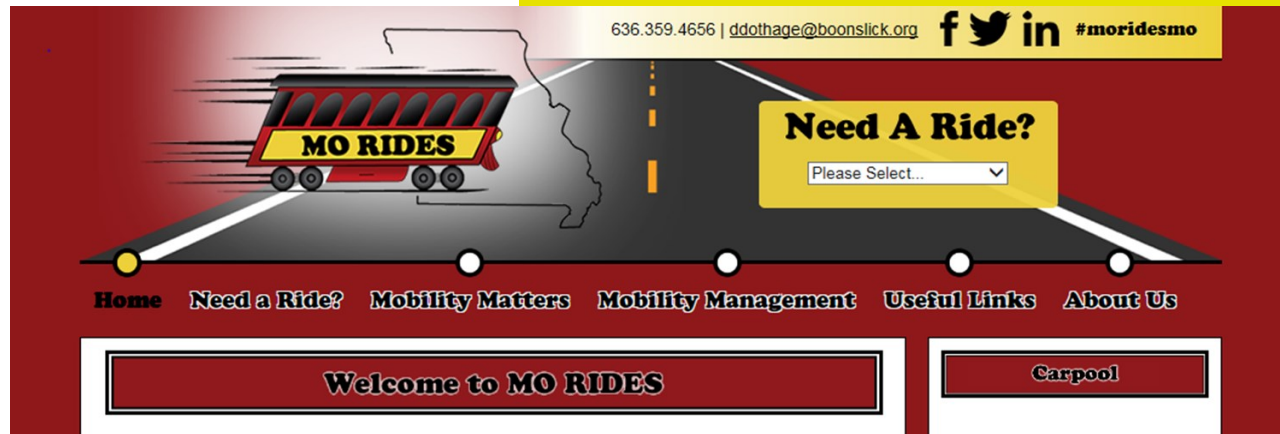 636.359.4656 | ddothage@boonslick.org #moridesmo
MO RIDES
Need A Ride?
Please Select...
Home Need a Ride? Mobility Matters Mobility Management Useful Links About Us
Welcome to MO RIDES
Carpool